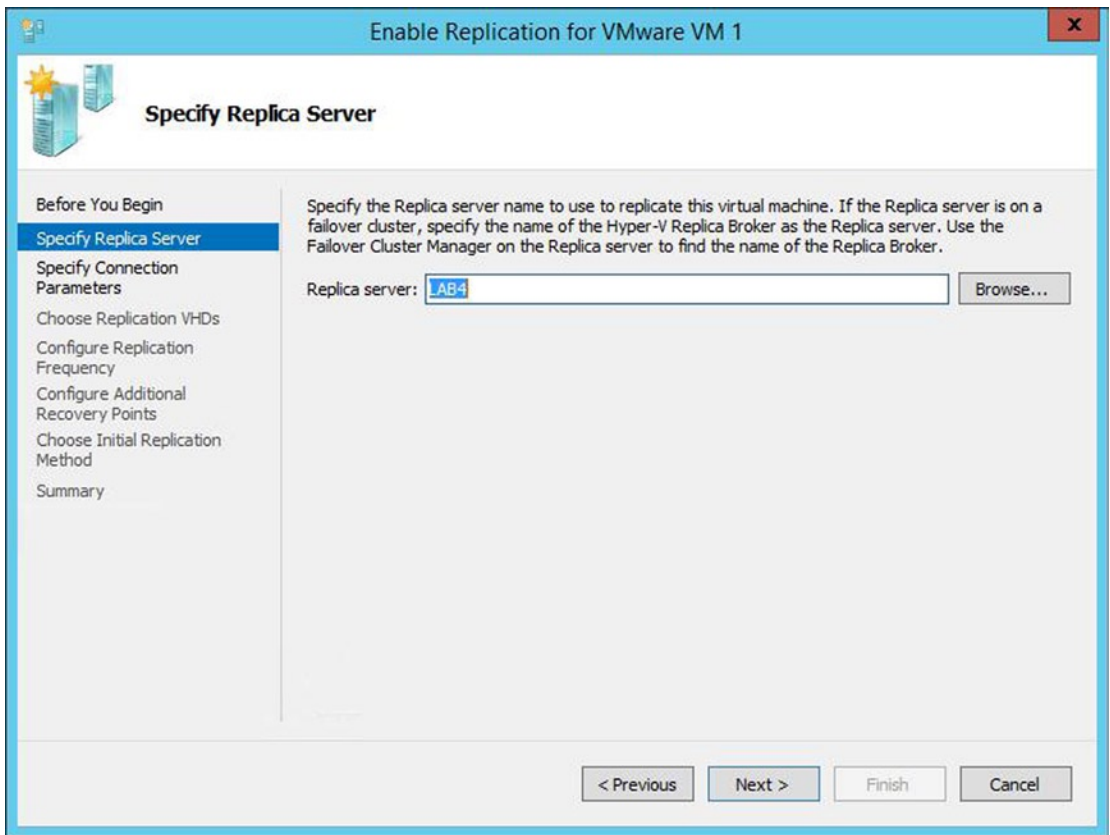 Enable Replication for VMware VM 1
X
Specify Replica Server
Before You Begin
Specify Replica Server
Specify Connection
Parameters
Choose Replication VHDs
Configure Replication
Frequency
Configure Additional
Recovery Points
Choose Initial Replication
Method
Summary
Specify the Replica server name to use to replicate this virtual machine. If the Replica server is on a
failover cluster, specify the name of the Hyper-V Replica Broker as the Replica server. Use the
Failover Cluster Manager on the Replica server to find the name of the Replica Broker.
Replica server: LAB4 Browse...
< Previous Next > Finish Cancel